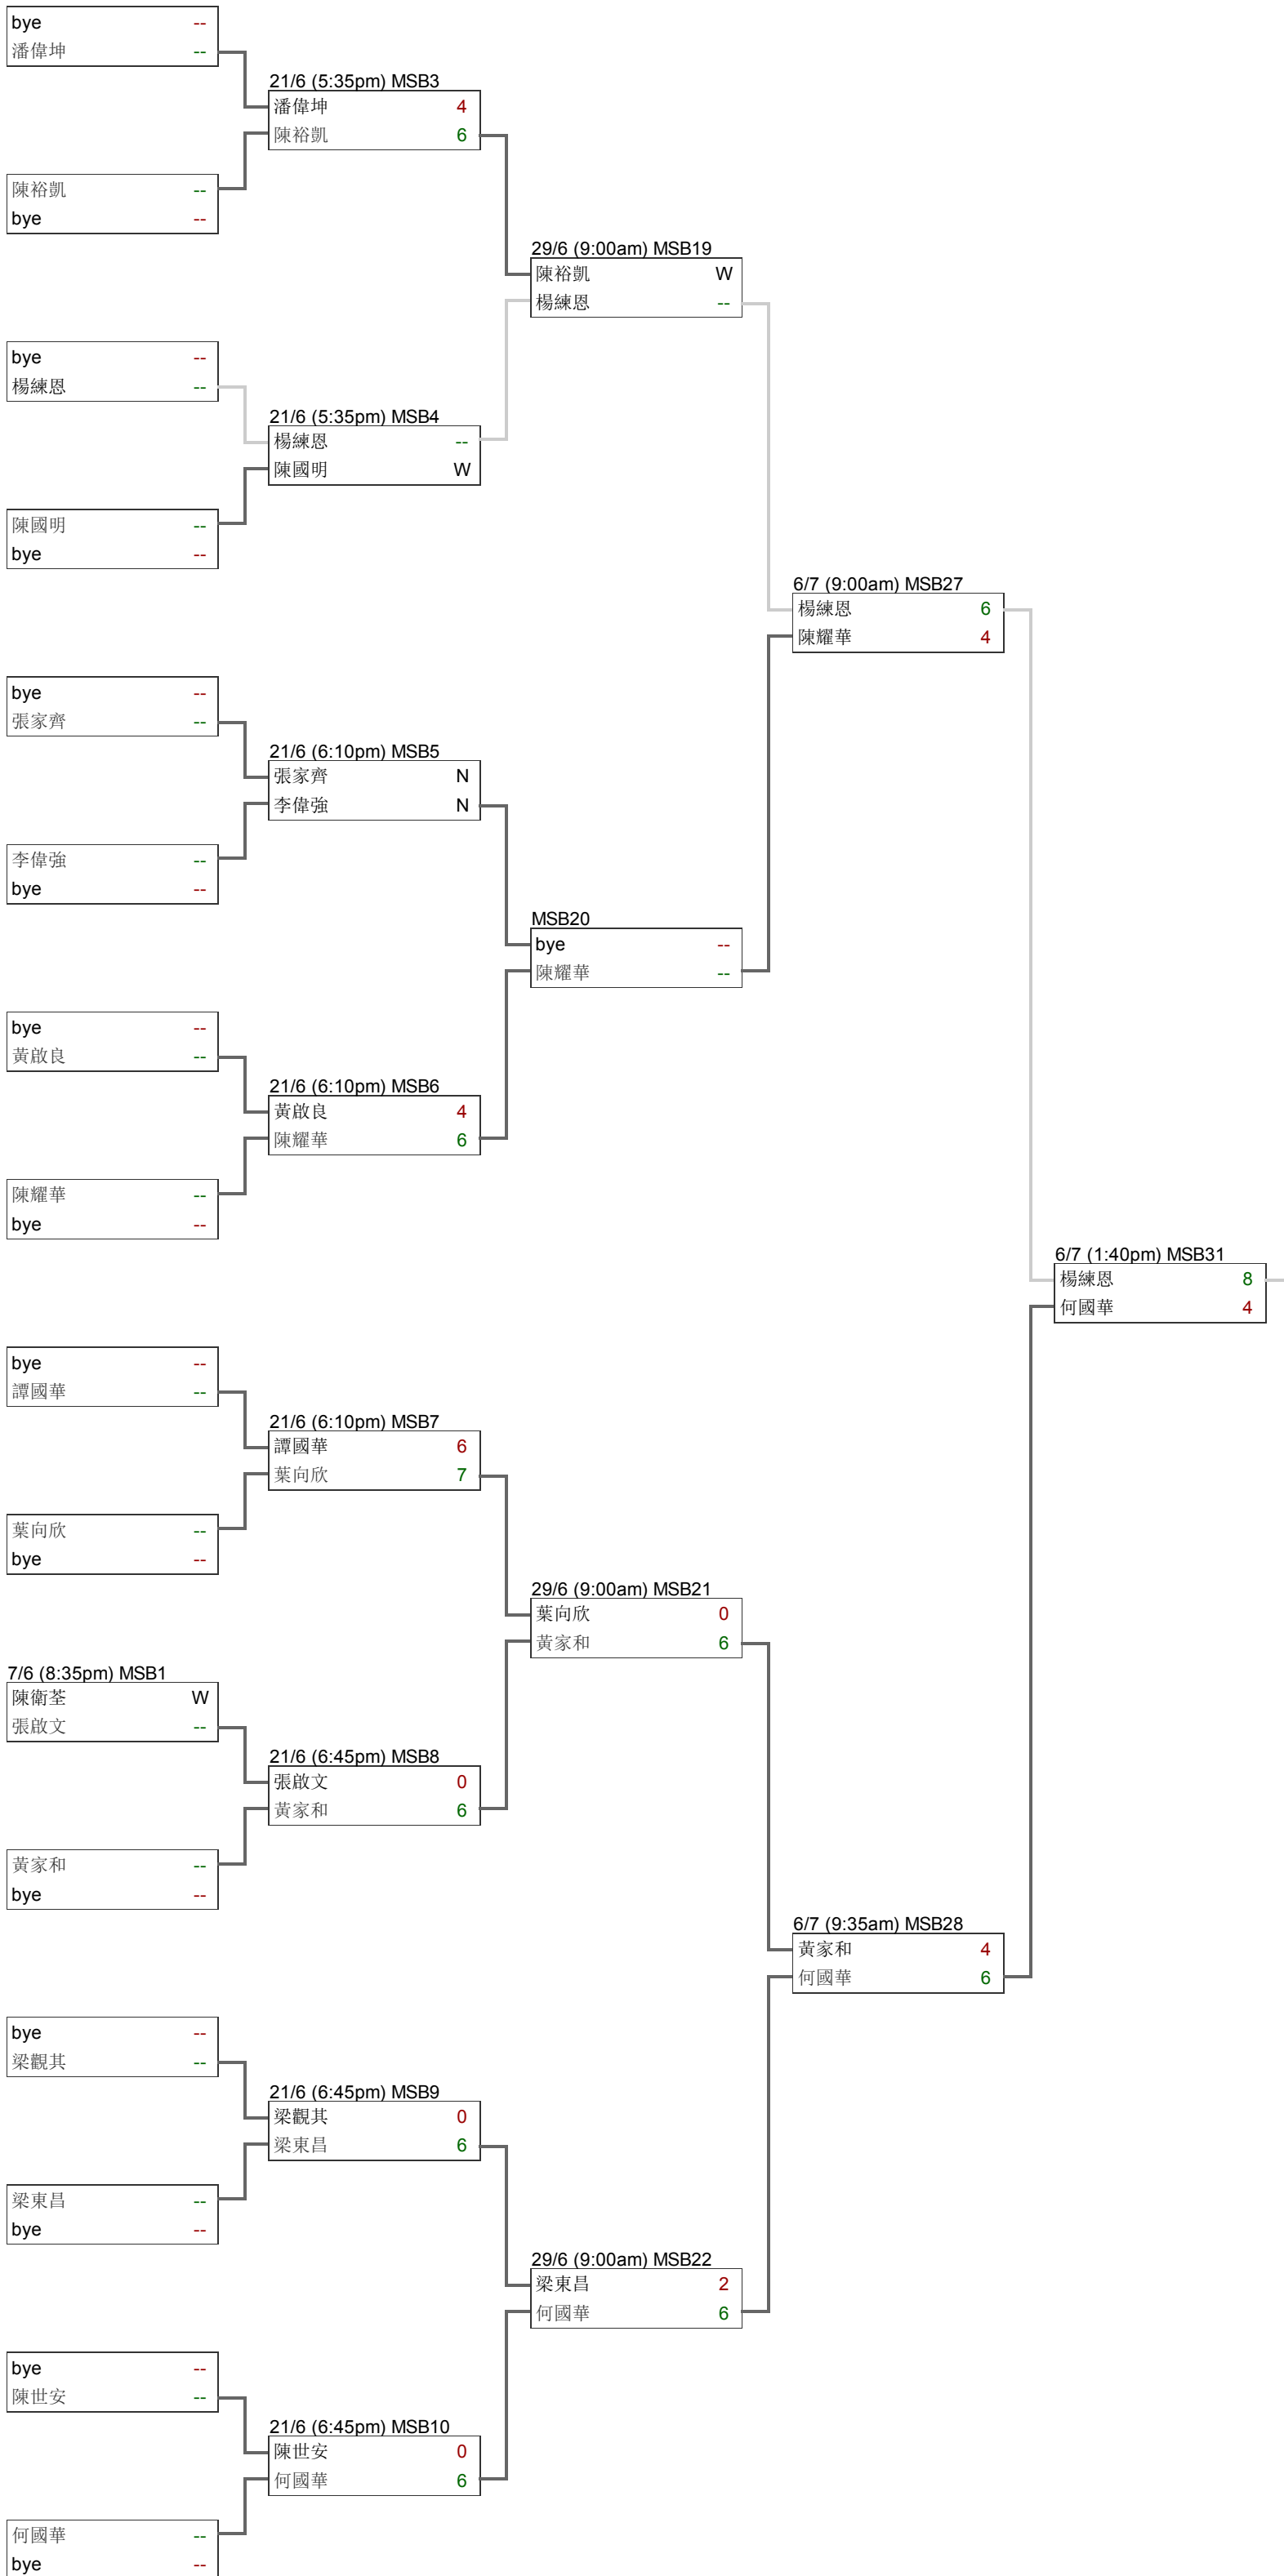 bye --
潘偉坤 --
21/6 (5:35pm) MSB3
潘偉坤 4
陳裕凱 6
陳裕凱 --
bye --
29/6 (9:00am) MSB19
陳裕凱 W
楊練恩 --
bye --
楊練恩 --
21/6 (5:35pm) MSB4
楊練恩 --
陳國明 W
陳國明 --
bye --
6/7 (9:00am) MSB27
楊練恩 6
陳耀華 4
bye --
張家齊 --
21/6 (6:10pm) MSB5
張家齊 N
李偉強 N
李偉強 --
bye --
MSB20
bye --
陳耀華 --
bye --
黃啟良 --
21/6 (6:10pm) MSB6
黃啟良 4
陳耀華 6
陳耀華 --
bye --
6/7 (1:40pm) MSB31
楊練恩 8
何國華 4
bye --
譚國華 --
21/6 (6:10pm) MSB7
譚國華 6
葉向欣 7
葉向欣 --
bye --
29/6 (9:00am) MSB21
葉向欣 0
黃家和 6
7/6 (8:35pm) MSB1
陳衛荃 W
張啟文 --
21/6 (6:45pm) MSB8
張啟文 0
黃家和 6
黃家和 --
bye --
6/7 (9:35am) MSB28
黃家和 4
何國華 6
bye --
梁觀其 --
21/6 (6:45pm) MSB9
梁觀其 0
梁東昌 6
梁東昌 --
bye --
29/6 (9:00am) MSB22
梁東昌 2
何國華 6
bye --
陳世安 --
21/6 (6:45pm) MSB10
陳世安 0
何國華 6
何國華 --
bye --